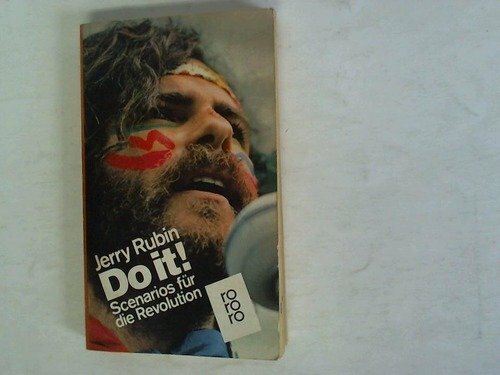 Jerry Rubin
Do it!
Scenarios für
die Revolution
ro
ro
ro